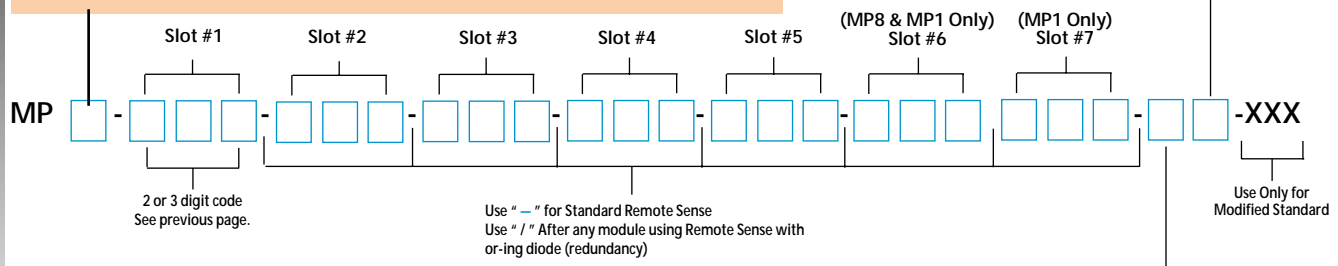 (MP8 & MP1 Only) (MP1 Only)
Slot #1 Slot #2 Slot #3 Slot #4 Slot #5 Slot #6 Slot #7
MP - - - - - - - -XXX
2 or 3 digit code
See previous page.
Use “ — ” for Standard Remote Sense
Use “ / ” After any module using Remote Sense with
or-ing diode (redundancy)
Use Only for
Modified Standard